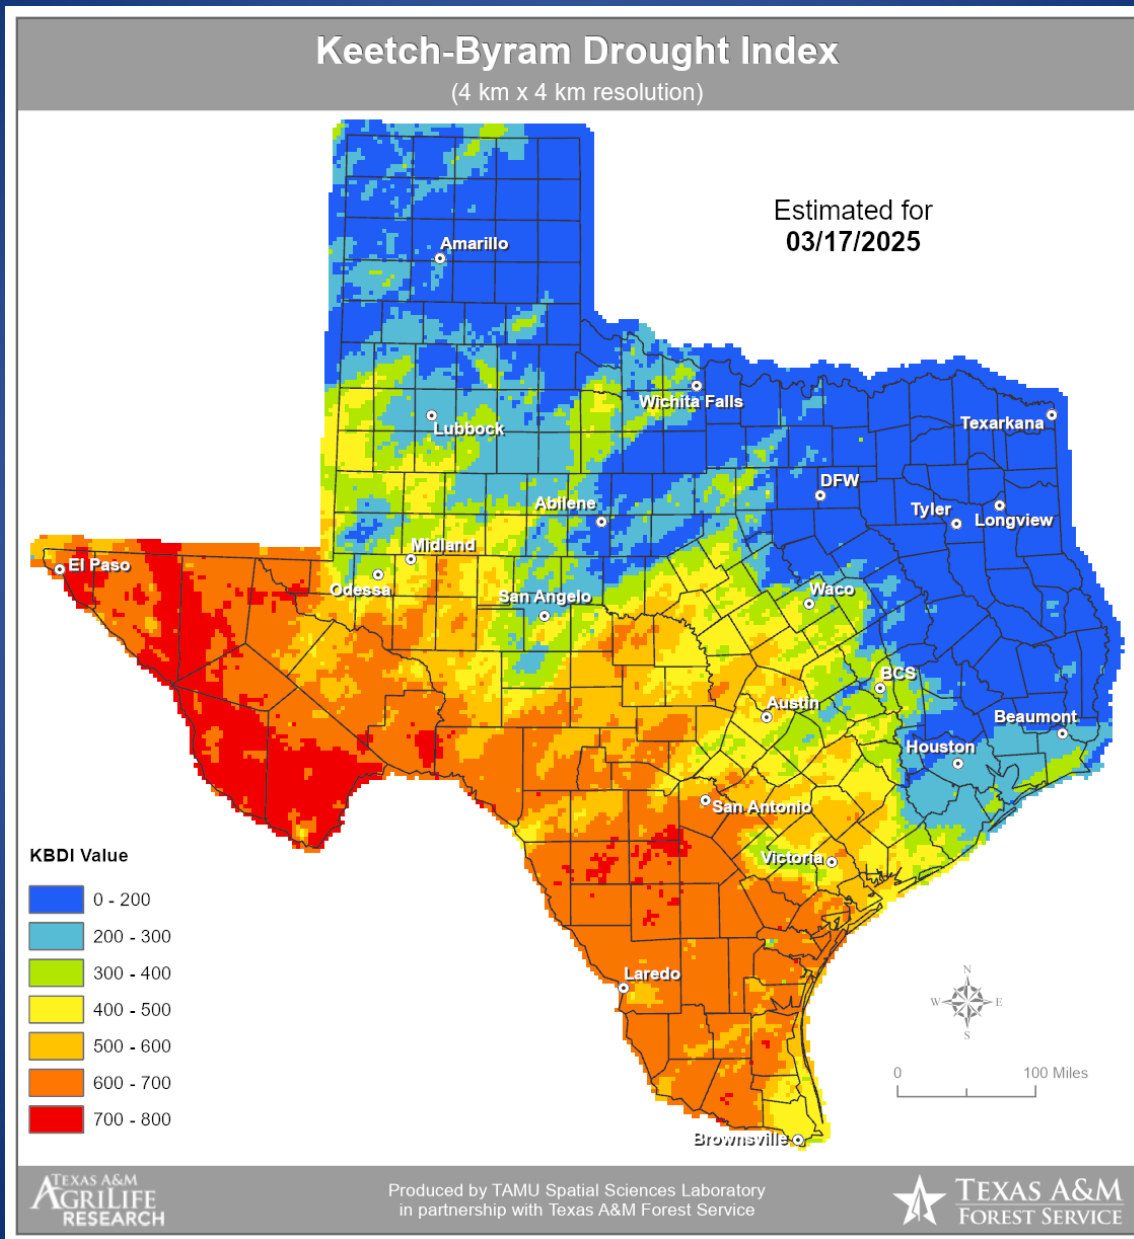 Keetch-Byram Drought Index
(4 km x 4 km resolution)
Estimated for
03/17/2025
Amarillo
Wichita Falls
Lubbock
Texarkana
DFW
Abilene
Tyler
Longview
Midland
El Paso
Odessa
San Angelo
Waco
BCS
Austin
Beaumont
Houston
San Antonio
Victoria
Laredo
Brownsville
KBDI Value
0 - 200
200 - 300
300 - 400
400 - 500
500 - 600
600 - 700
700 - 800
N
W
E
S
0
100 Miles
TEXAS A&M
AGRILIFE
RESEARCH
Produced by TAMU Spatial Sciences Laboratory
in partnership with Texas A&M Forest Service
TEXAS A&M
FOREST SERVICE